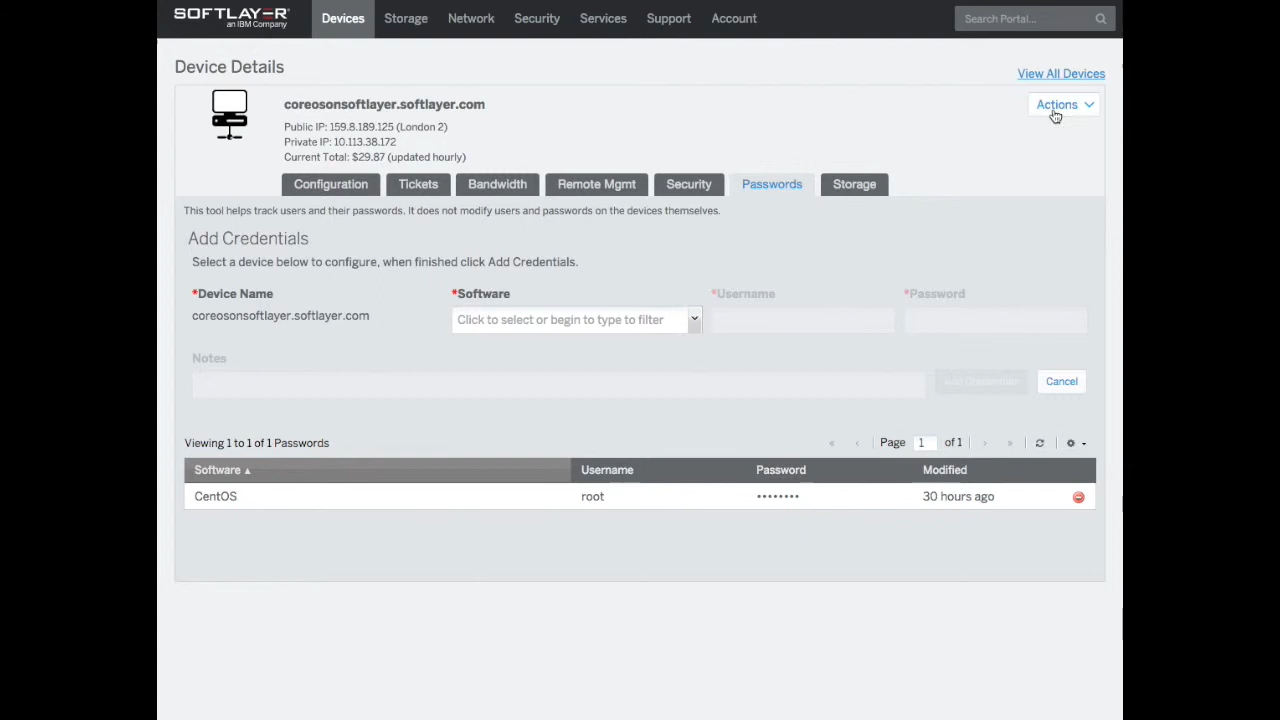 SOFTLAYER
an IBM Company
Devices Storage Network Security Services Support Account Search Portal...
Device Details
View All Devices
coreosonsoftlayer.softlayer.com
Actions
Public IP: 159.8.189.125 (London 2)
Private IP: 10.113.38.172
Current Total: $29.87 (updated hourly)
Configuration Tickets Bandwidth Remote Mgmt Security Passwords Storage
This tool helps track users and their passwords. It does not modify users and passwords on the devices themselves.
Add Credentials
Select a device below to configure, when finished click Add Credentials.
*Device Name *Software *Username *Password
coreosonsoftlayer.softlayer.com Click to select or begin to type to filter
Notes
Add Credentials Cancel
Viewing 1 to 1 of 1 Passwords « ‹ Page 1 of 1 › »
Software ▲ Username Password Modified
CentOS root •••••••• 30 hours ago